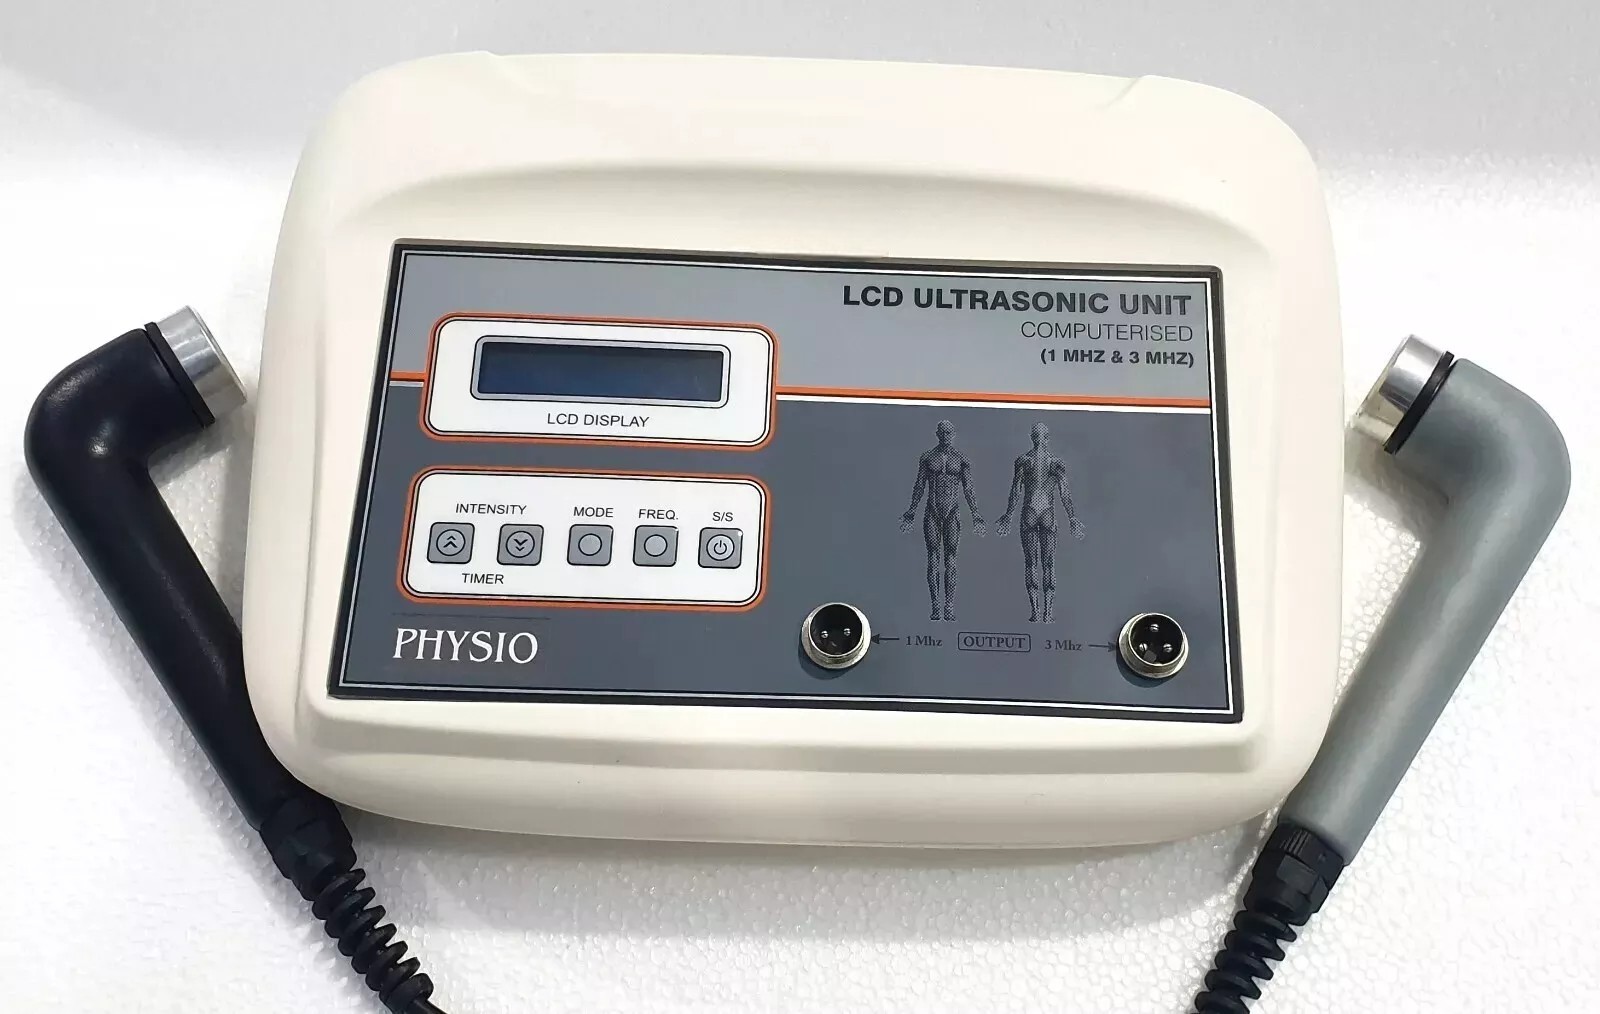 LCD ULTRASONIC UNIT
COMPUTERISED
(1 MHZ & 3 MHZ)
LCD DISPLAY
INTENSITY MODE FREQ. S/S
TIMER
PHYSIO
1 Mhz OUTPUT 3 Mhz